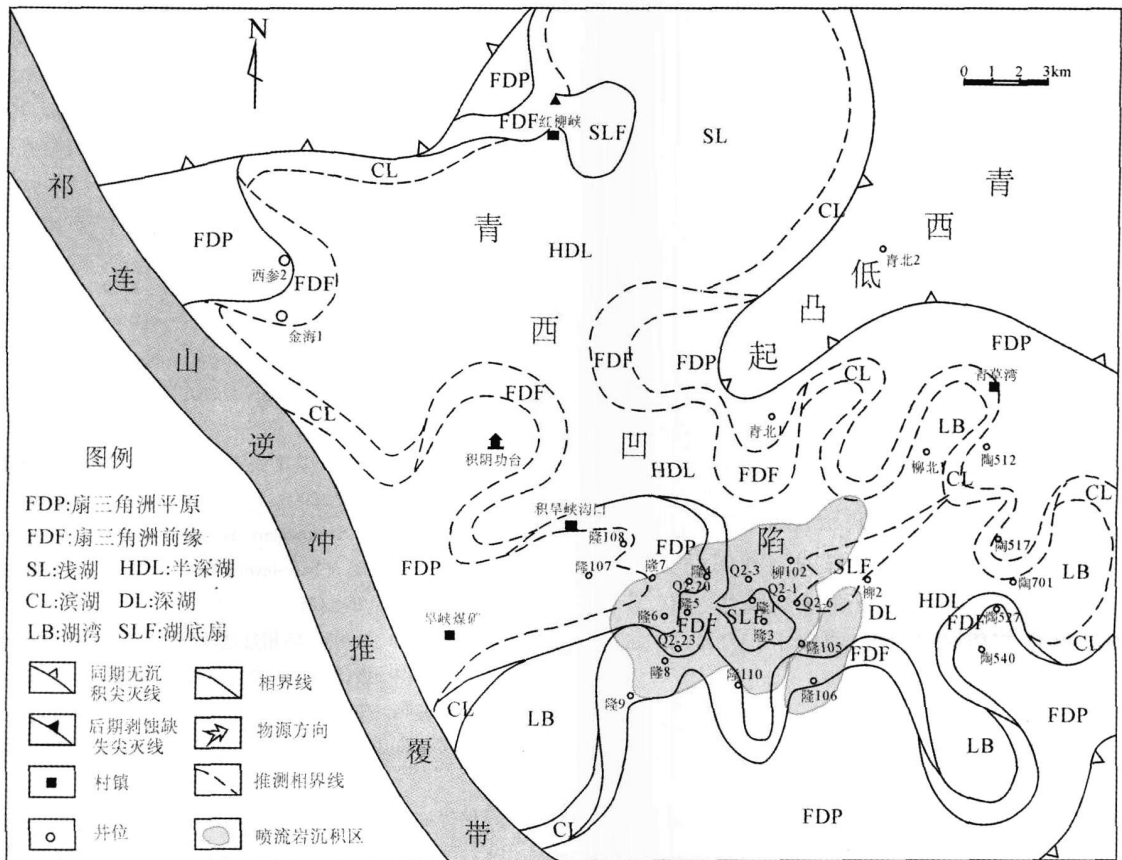 N
0 1 2 3km
FDP
FDF
红柳峡
SLF
SL
CL
CL
祁连山逆冲推覆带
青西凹陷
青西低凸起
FDP
西参2
FDF
金海1
HDL
青北2
CL
FDF
FDF
FDP
CL
FDP
青草湾
积阴功台
青北1
LB
柳北1
陶512
HDL
FDF
CL
CL
积旱峡沟口
隆108
FDP
隆107
隆7
隆4
Q2-20
Q2-3
柳102
SLF
柳2
陶517
陶701
LB
FDP
旱峡煤矿
隆6
隆5
FDF
SLF
隆1
Q2-1
Q2-6
DL
HDL
FDF
陶527
CL
隆3
Q2-23
隆8
隆105
FDF
陶540
隆110
隆106
隆9
CL
LB
LB
FDP
CL
FDP
图例
FDP:扇三角洲平原
FDF:扇三角洲前缘
SL:浅湖 HDL:半深湖
CL:滨湖 DL:深湖
LB:湖湾 SLF:湖底扇
同期无沉积尖灭线
相界线
后期剥蚀缺失尖灭线
物源方向
村镇
推测相界线
井位
喷流岩沉积区